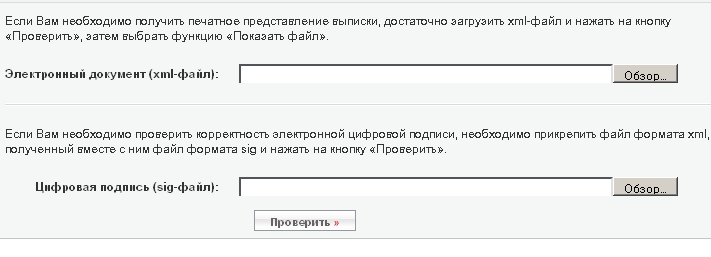 Если Вам необходимо получить печатное представление выписки, достаточно загрузить xml-файл и нажать на кнопку
«Проверить», затем выбрать функцию «Показать файл».
Электронный документ (xml-файл): Обзор...
Если Вам необходимо проверить корректность электронной цифровой подписи, необходимо прикрепить файл формата xml,
полученный вместе с ним файл формата sig и нажать на кнопку «Проверить».
Цифровая подпись (sig-файл): Обзор...
Проверить »